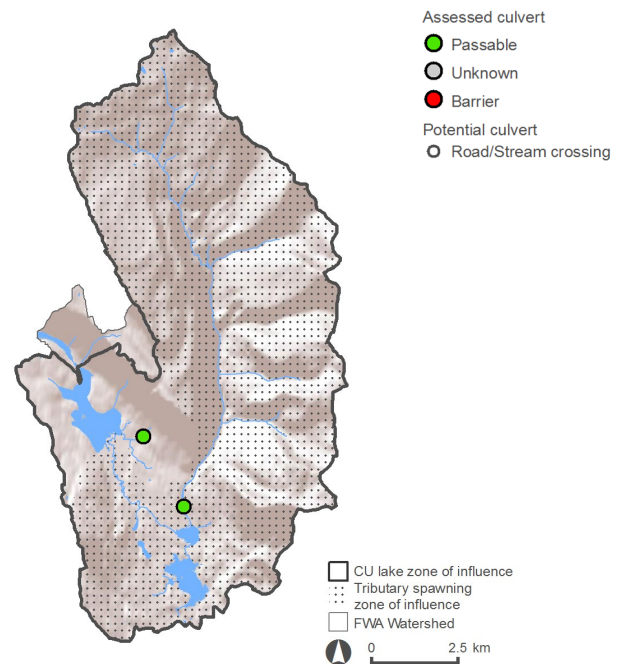 Assessed culvert
Passable
Unknown
Barrier
Potential culvert
Road/Stream crossing
CU lake zone of influence
Tributary spawning
zone of influence
FWA Watershed
0 2.5 km